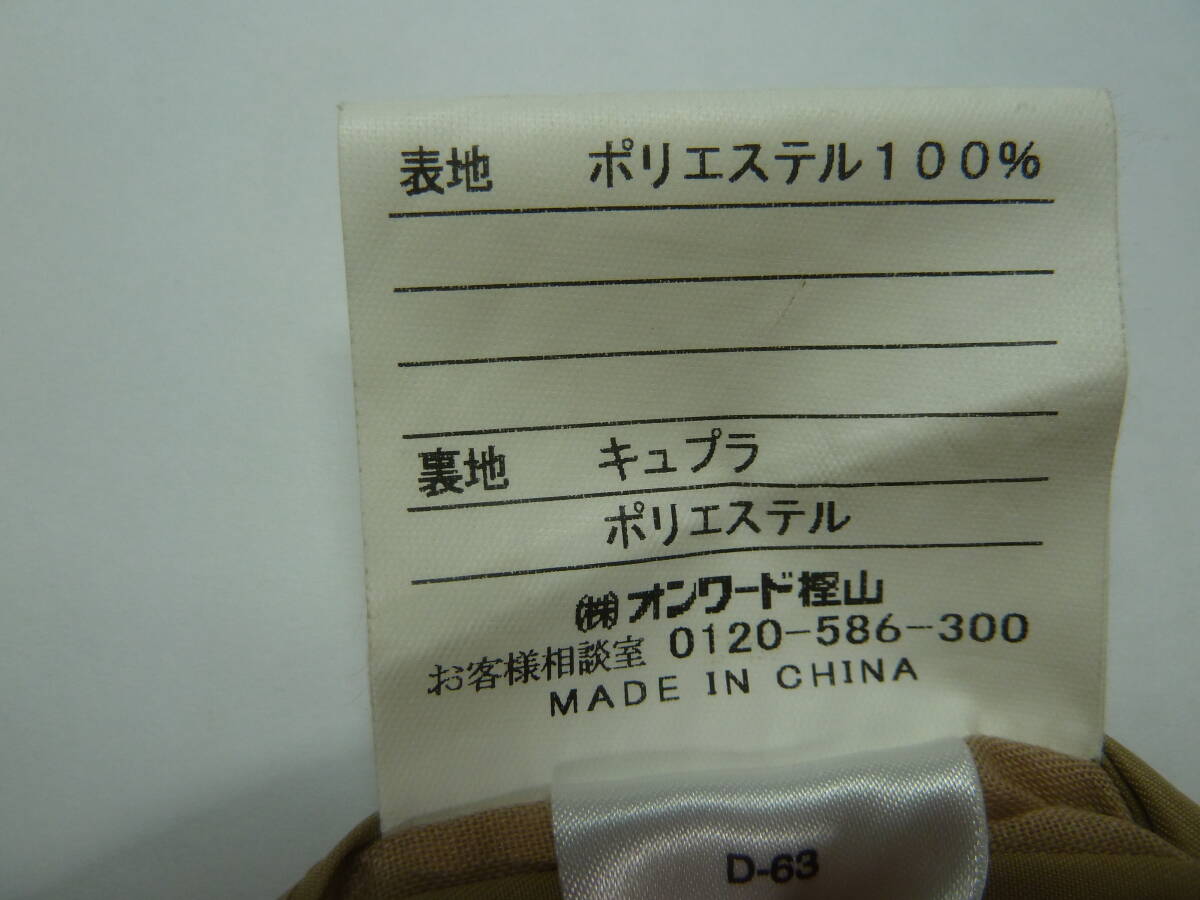 表地 ポリエステル100%
裏地 キュプラ
ポリエステル
㈱オンワード樫山
お客様相談室 0120-586-300
MADE IN CHINA
D-63